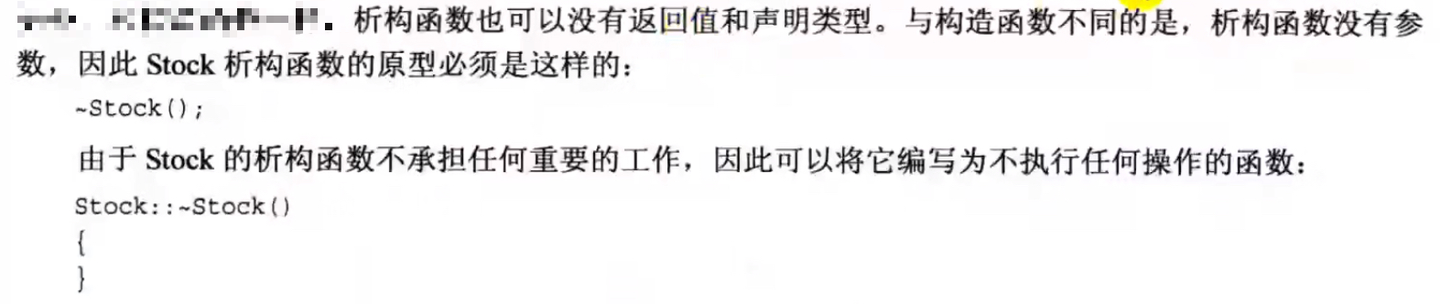 析构函数也可以没有返回值和声明类型。与构造函数不同的是，析构函数没有参
数，因此 Stock 析构函数的原型必须是这样的：
~Stock();
由于 Stock 的析构函数不承担任何重要的工作，因此可以将它编写为不执行任何操作的函数：
Stock::~Stock()
{
}